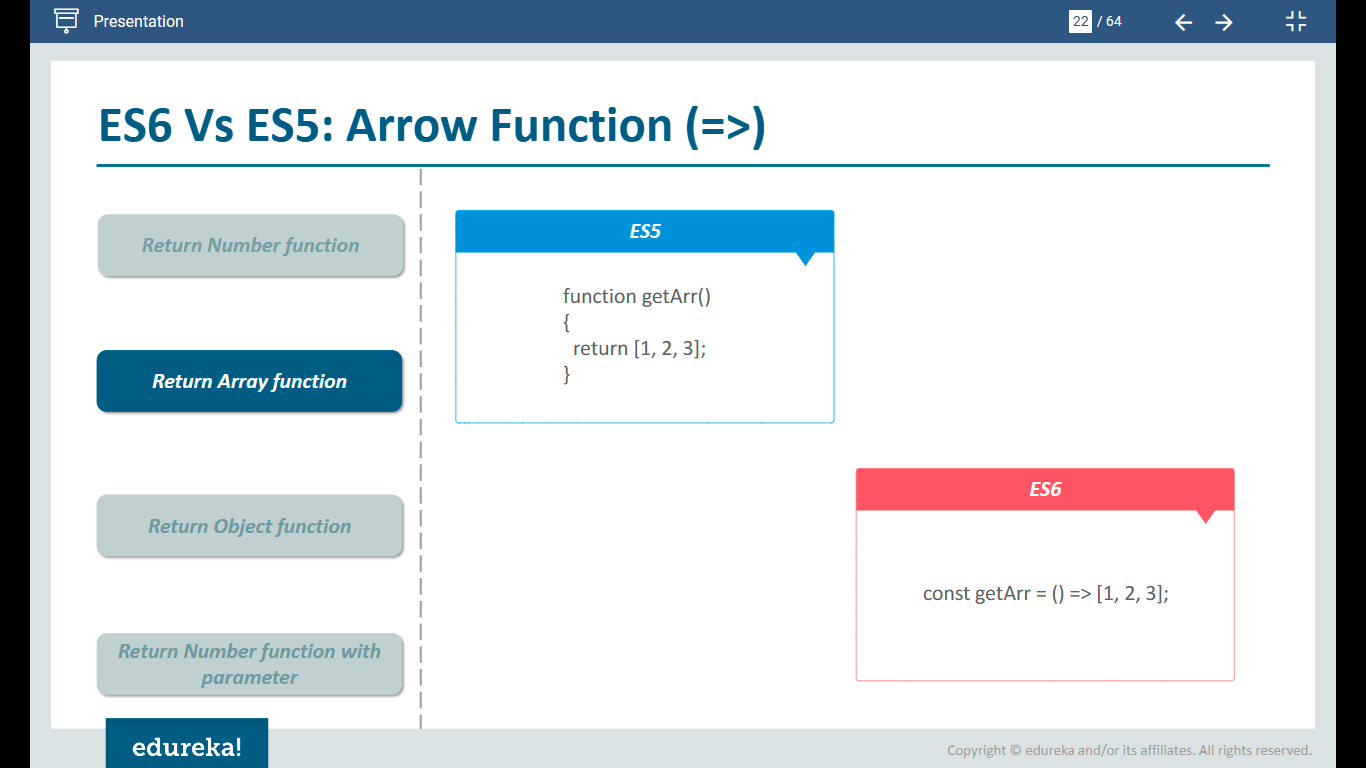 Presentation
22 / 64
ES6 Vs ES5: Arrow Function (=>)
Return Number function
Return Array function
Return Object function
Return Number function with
parameter
ES5
function getArr()
{
return [1, 2, 3];
}
ES6
const getArr = () => [1, 2, 3];
edureka!
Copyright © edureka and/or its affiliates. All rights reserved.